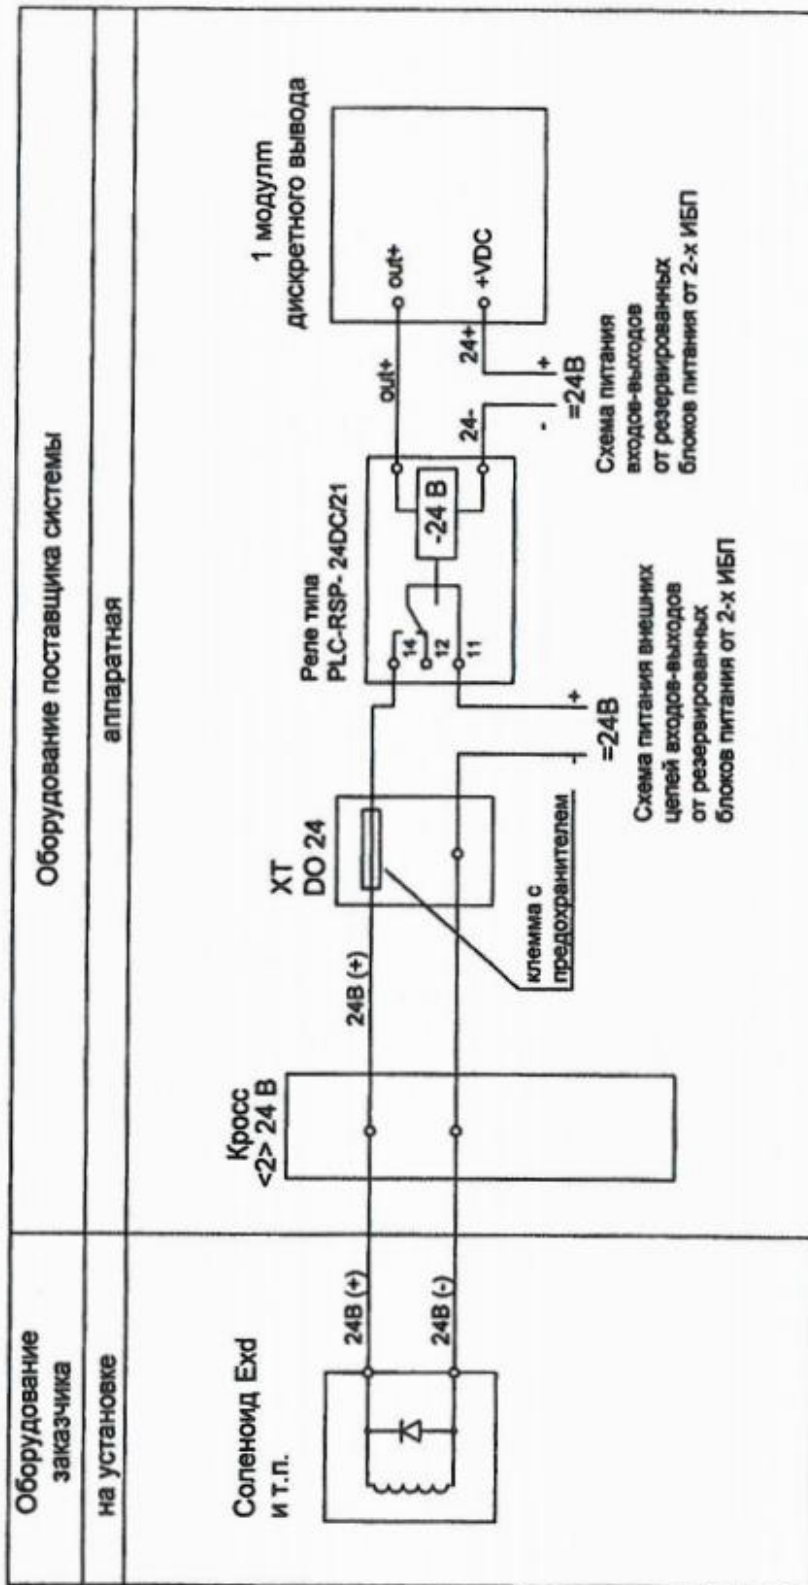 Оборудование
заказчика
Оборудование поставщика системы
на установке
аппаратная
Соленоид Exd
и т.п.
24В (+)
24В (-)
Кросс
<2> 24 В
24В (+)
XT
DO 24
клемма с
предохранителем
Реле типа
PLC-RSP- 24DC/21
14
12
11
-24 В
+
-
=24В
Схема питания внешних
цепей входов-выходов
от резервированных
блоков питания от 2-х ИБП
out+
24-
24+
-
+
=24В
Схема питания
входов-выходов
от резервированных
блоков питания от 2-х ИБП
1 модулm
дискретного вывода
out+
+VDC